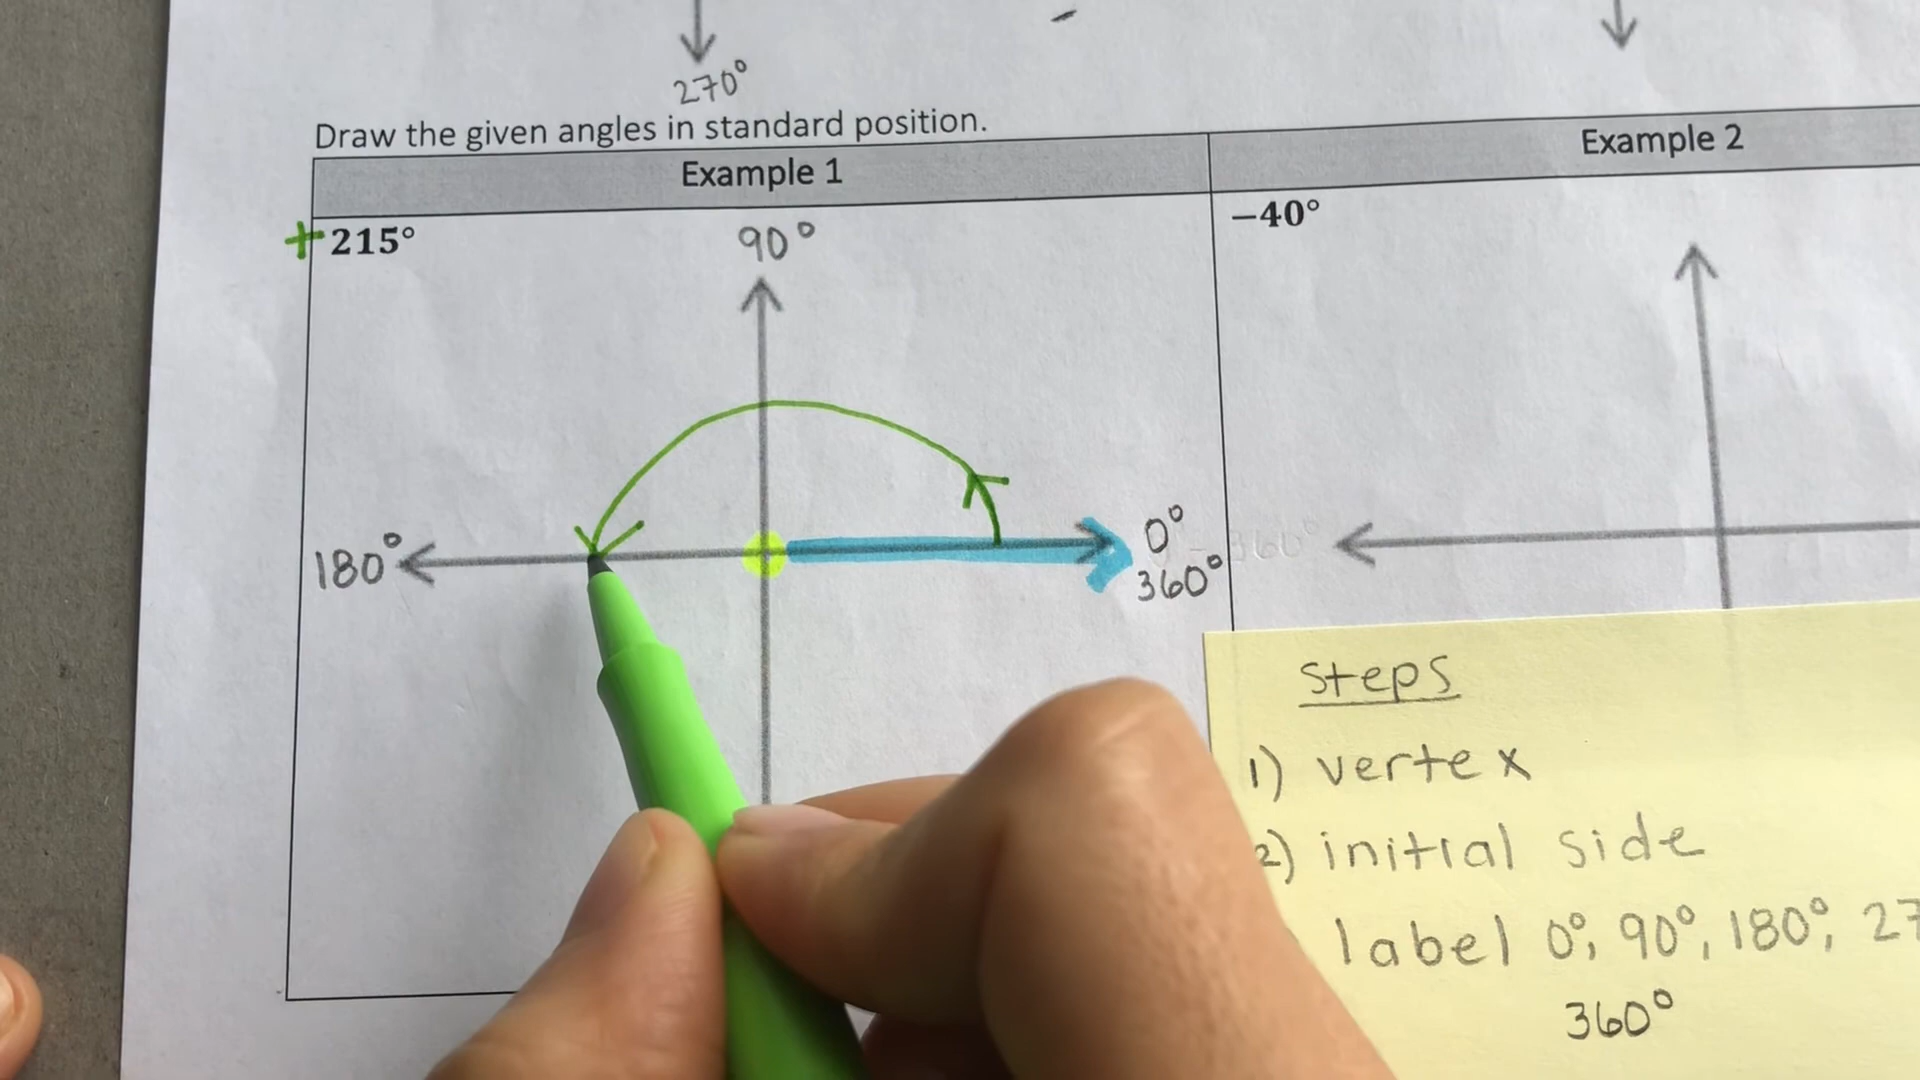 270°
Draw the given angles in standard position.
Example 1
Example 2
+215°
90°
-40°
180°
0°
360°
Steps
1) vertex
2) initial side
label 0°, 90°, 180°, 27
360°